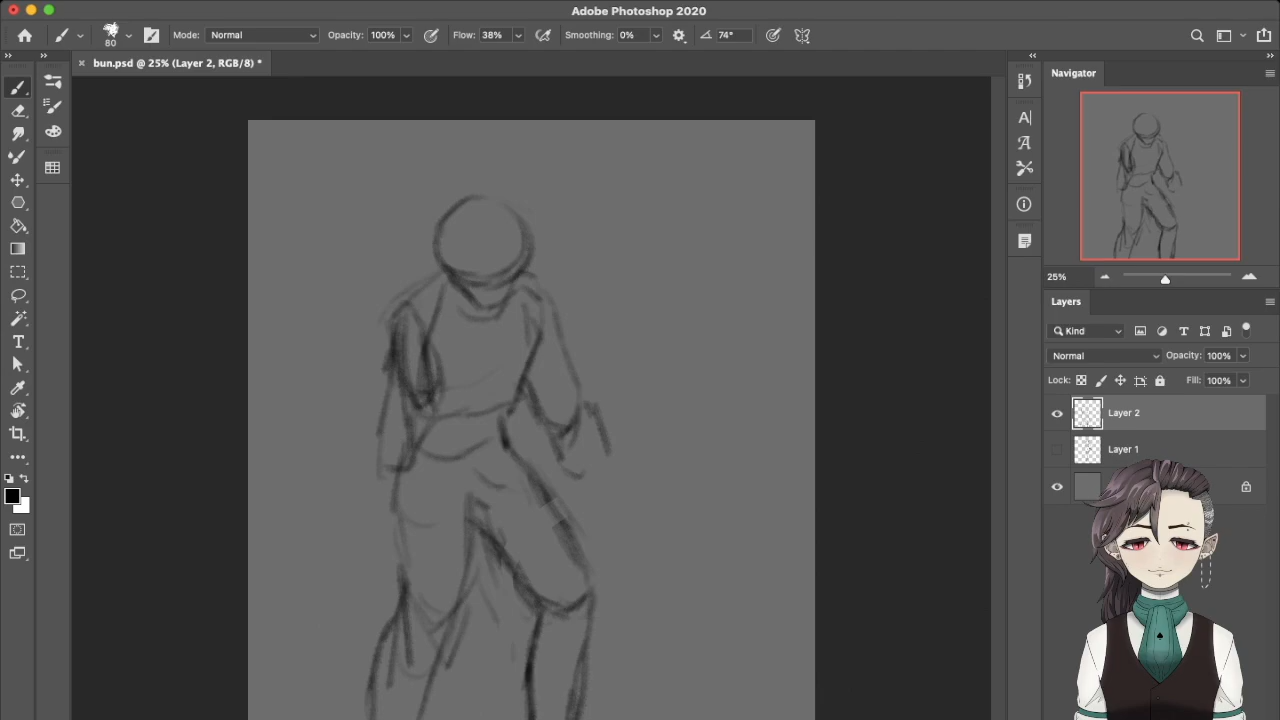 Adobe Photoshop 2020
80
Mode: Normal
Opacity: 100%
Flow: 38%
Smoothing: 0%
74°
bun.psd @ 25% (Layer 2, RGB/8) *
Navigator
25%
Layers
Kind
Normal
Opacity: 100%
Lock:
Fill: 100%
Layer 2
Layer 1